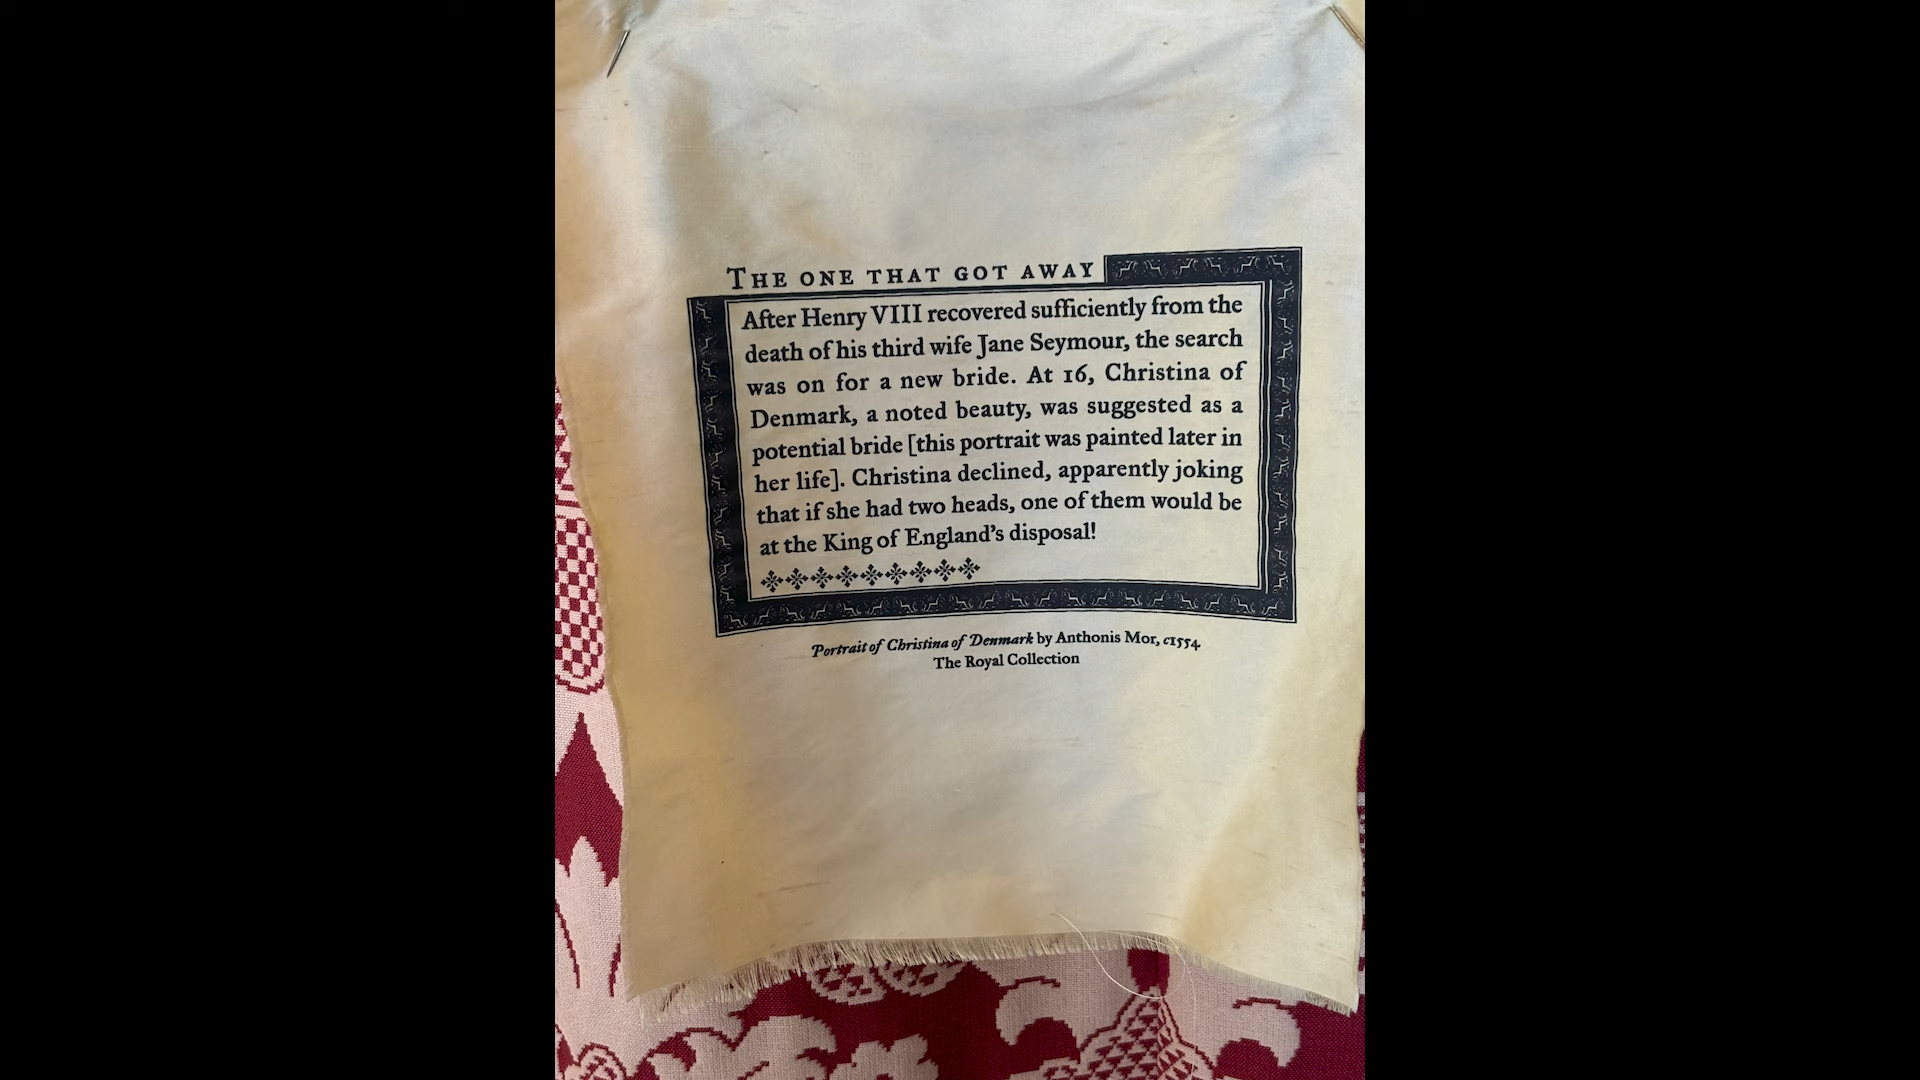 THE ONE THAT GOT AWAY
After Henry VIII recovered sufficiently from the
death of his third wife Jane Seymour, the search
was on for a new bride. At 16, Christina of
Denmark, a noted beauty, was suggested as a
potential bride [this portrait was painted later in
her life]. Christina declined, apparently joking
that if she had two heads, one of them would be
at the King of England's disposal!
Portrait of Christina of Denmark by Anthonis Mor, c1554.
The Royal Collection